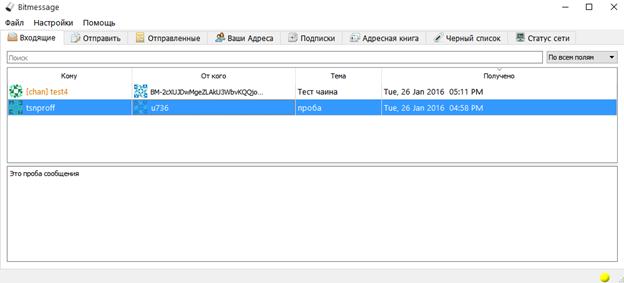 Bitmessage
Файл Настройки Помощь
Входящие Отправить Отправленные Ваши Адреса Подписки Адресная книга Черный список Статус сети
Поиск По всем полям
Кому От кого Тема Получено
[chan] test4 BM-2cXUJDwMgeZLAkU3WbvKQQjo... Тест чаина Tue, 26 Jan 2016 05:11 PM
tsnproff u736 проба Tue, 26 Jan 2016 04:58 PM
Это проба сообщения